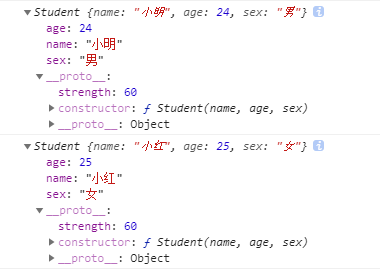 ▼Student {name: "小明", age: 24, sex: "男"} i
age: 24
name: "小明"
sex: "男"
▼__proto__:
strength: 60
▶constructor: ƒ Student(name, age, sex)
▶__proto__: Object
▼Student {name: "小红", age: 25, sex: "女"} i
age: 25
name: "小红"
sex: "女"
▼__proto__:
strength: 60
▶constructor: ƒ Student(name, age, sex)
▶__proto__: Object